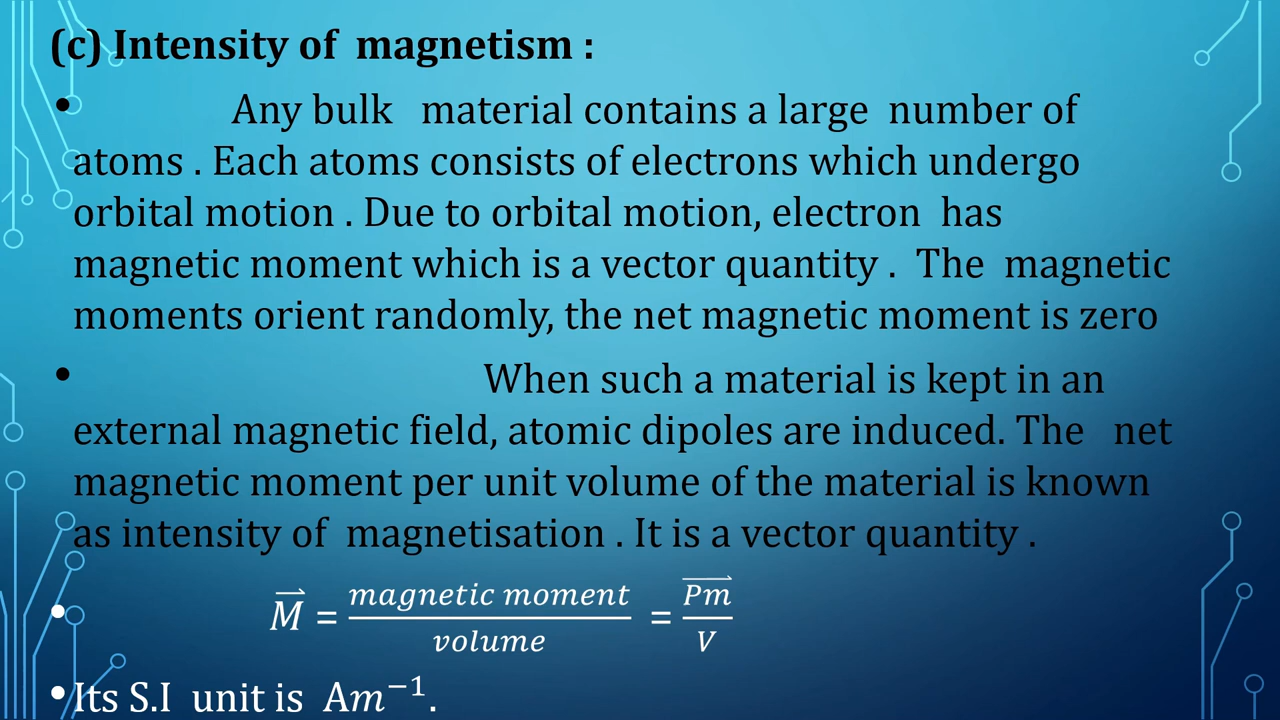 (c) Intensity of magnetism :
• Any bulk material contains a large number of
atoms . Each atoms consists of electrons which undergo
orbital motion . Due to orbital motion, electron has
magnetic moment which is a vector quantity . The magnetic
moments orient randomly, the net magnetic moment is zero
• When such a material is kept in an
external magnetic field, atomic dipoles are induced. The net
magnetic moment per unit volume of the material is known
as intensity of magnetisation . It is a vector quantity .
• $\overrightarrow{M} = \frac{magnetic\ moment}{volume} = \frac{\overrightarrow{Pm}}{V}$
• Its S.I unit is A$m^{-1}$.